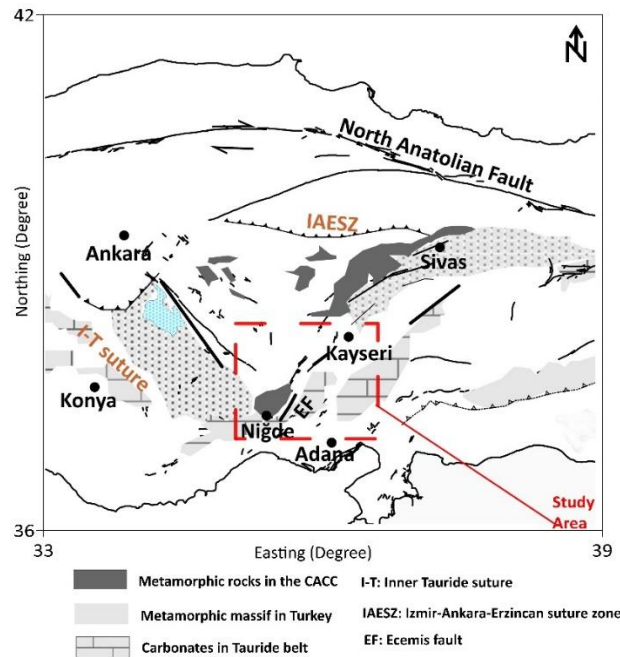 42
N
North Anatolian Fault
IAESZ
Ankara
Sivas
Northing (Degree)
I-T suture
Kayseri
Konya
EF
Niğde
Adana
Study
Area
36
33
39
Easting (Degree)
Metamorphic rocks in the CACC
I-T: Inner Tauride suture
Metamorphic massif in Turkey
IAESZ: Izmir-Ankara-Erzincan suture zone
Carbonates in Tauride belt
EF: Ecemis fault